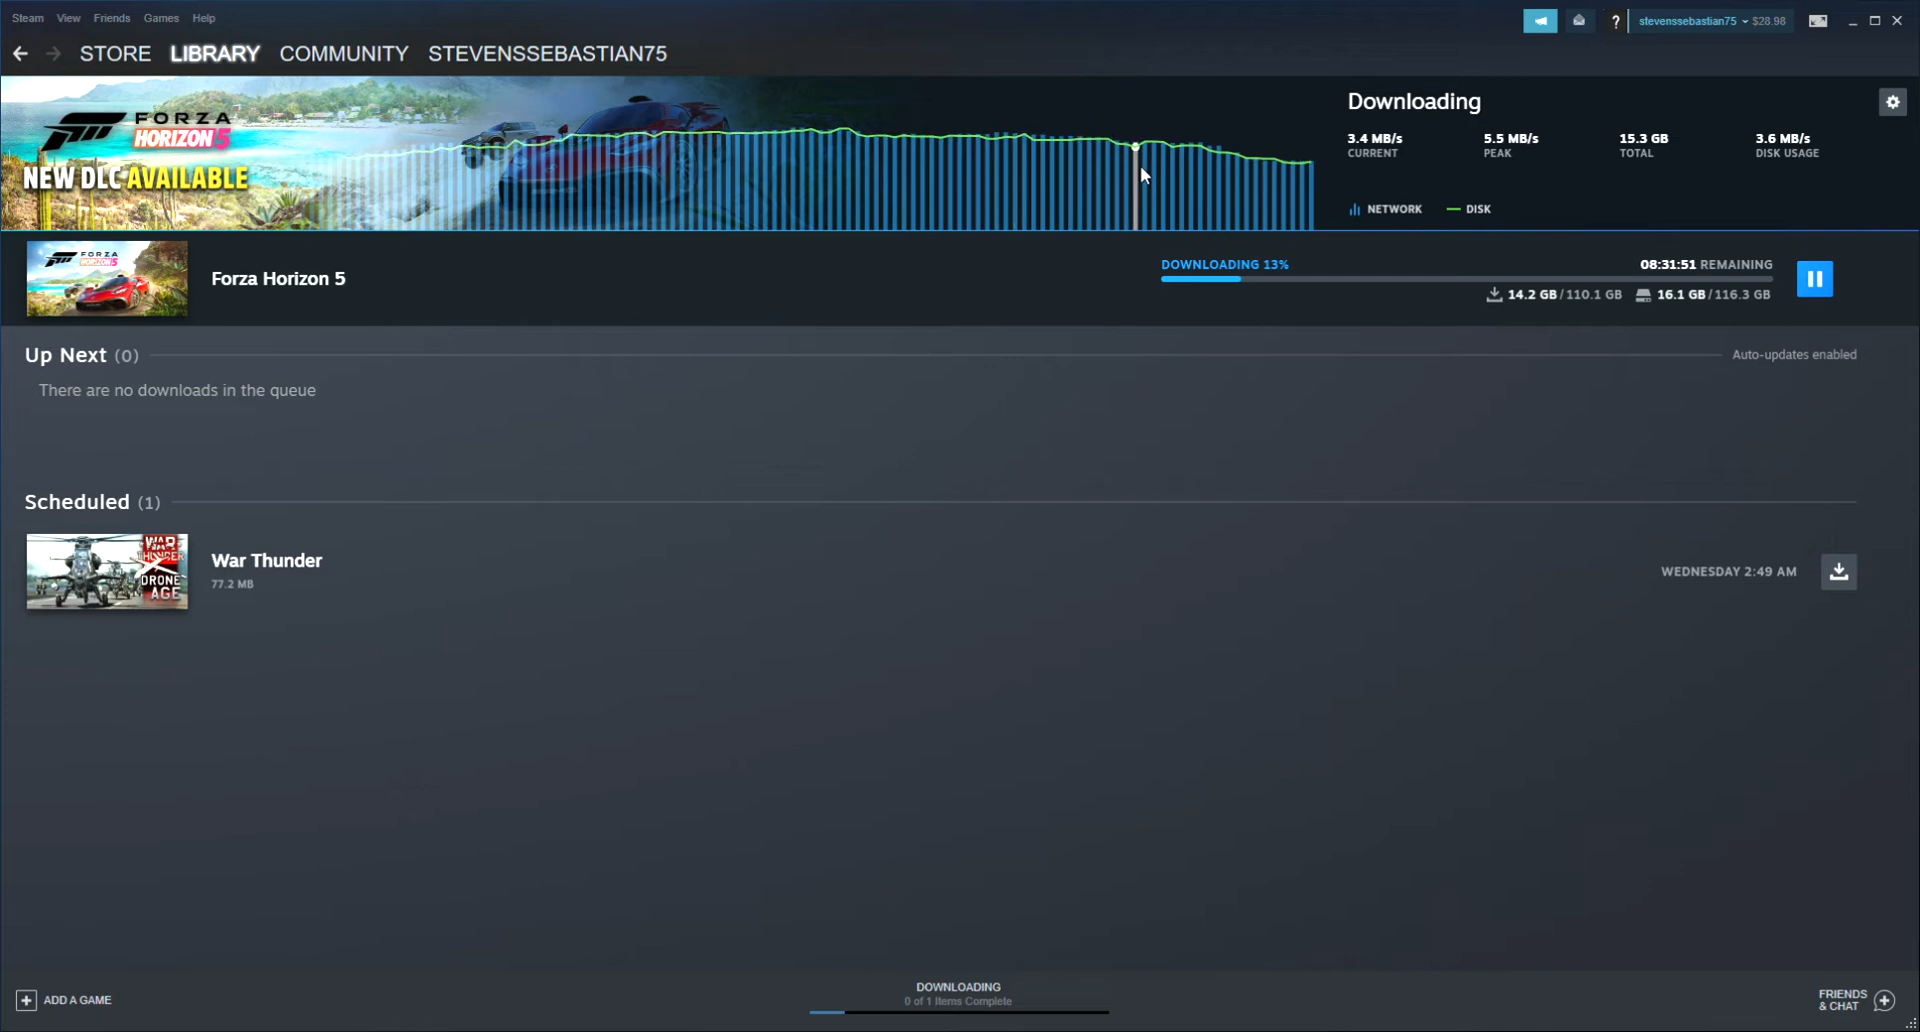 Steam View Friends Games Help
? stevenssebastian75 $28.98
STORE LIBRARY COMMUNITY STEVENSSEBASTIAN75
FORZA
HORIZON 5
NEW DLC AVAILABLE
Downloading
3.4 MB/s 5.5 MB/s 15.3 GB 3.6 MB/s
CURRENT PEAK TOTAL DISK USAGE
NETWORK DISK
FORZA
HORIZON 5
Forza Horizon 5
DOWNLOADING 13% 08:31:51 REMAINING
14.2 GB/110.1 GB 16.1 GB/116.3 GB
Up Next (0) Auto-updates enabled
There are no downloads in the queue
Scheduled (1)
WAR
THUNDER
DRONE
AGE
War Thunder
77.2 MB
WEDNESDAY 2:49 AM
ADD A GAME
DOWNLOADING
0 of 1 Items Complete
FRIENDS
& CHAT